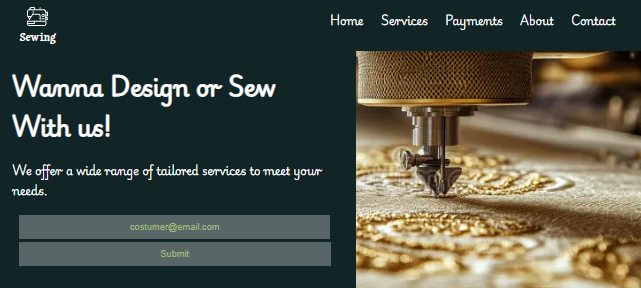 Sewing
Home Services Payments About Contact
Wanna Design or Sew
With us!
We offer a wide range of tailored services to meet your
needs.
costumer@email.com
Submit